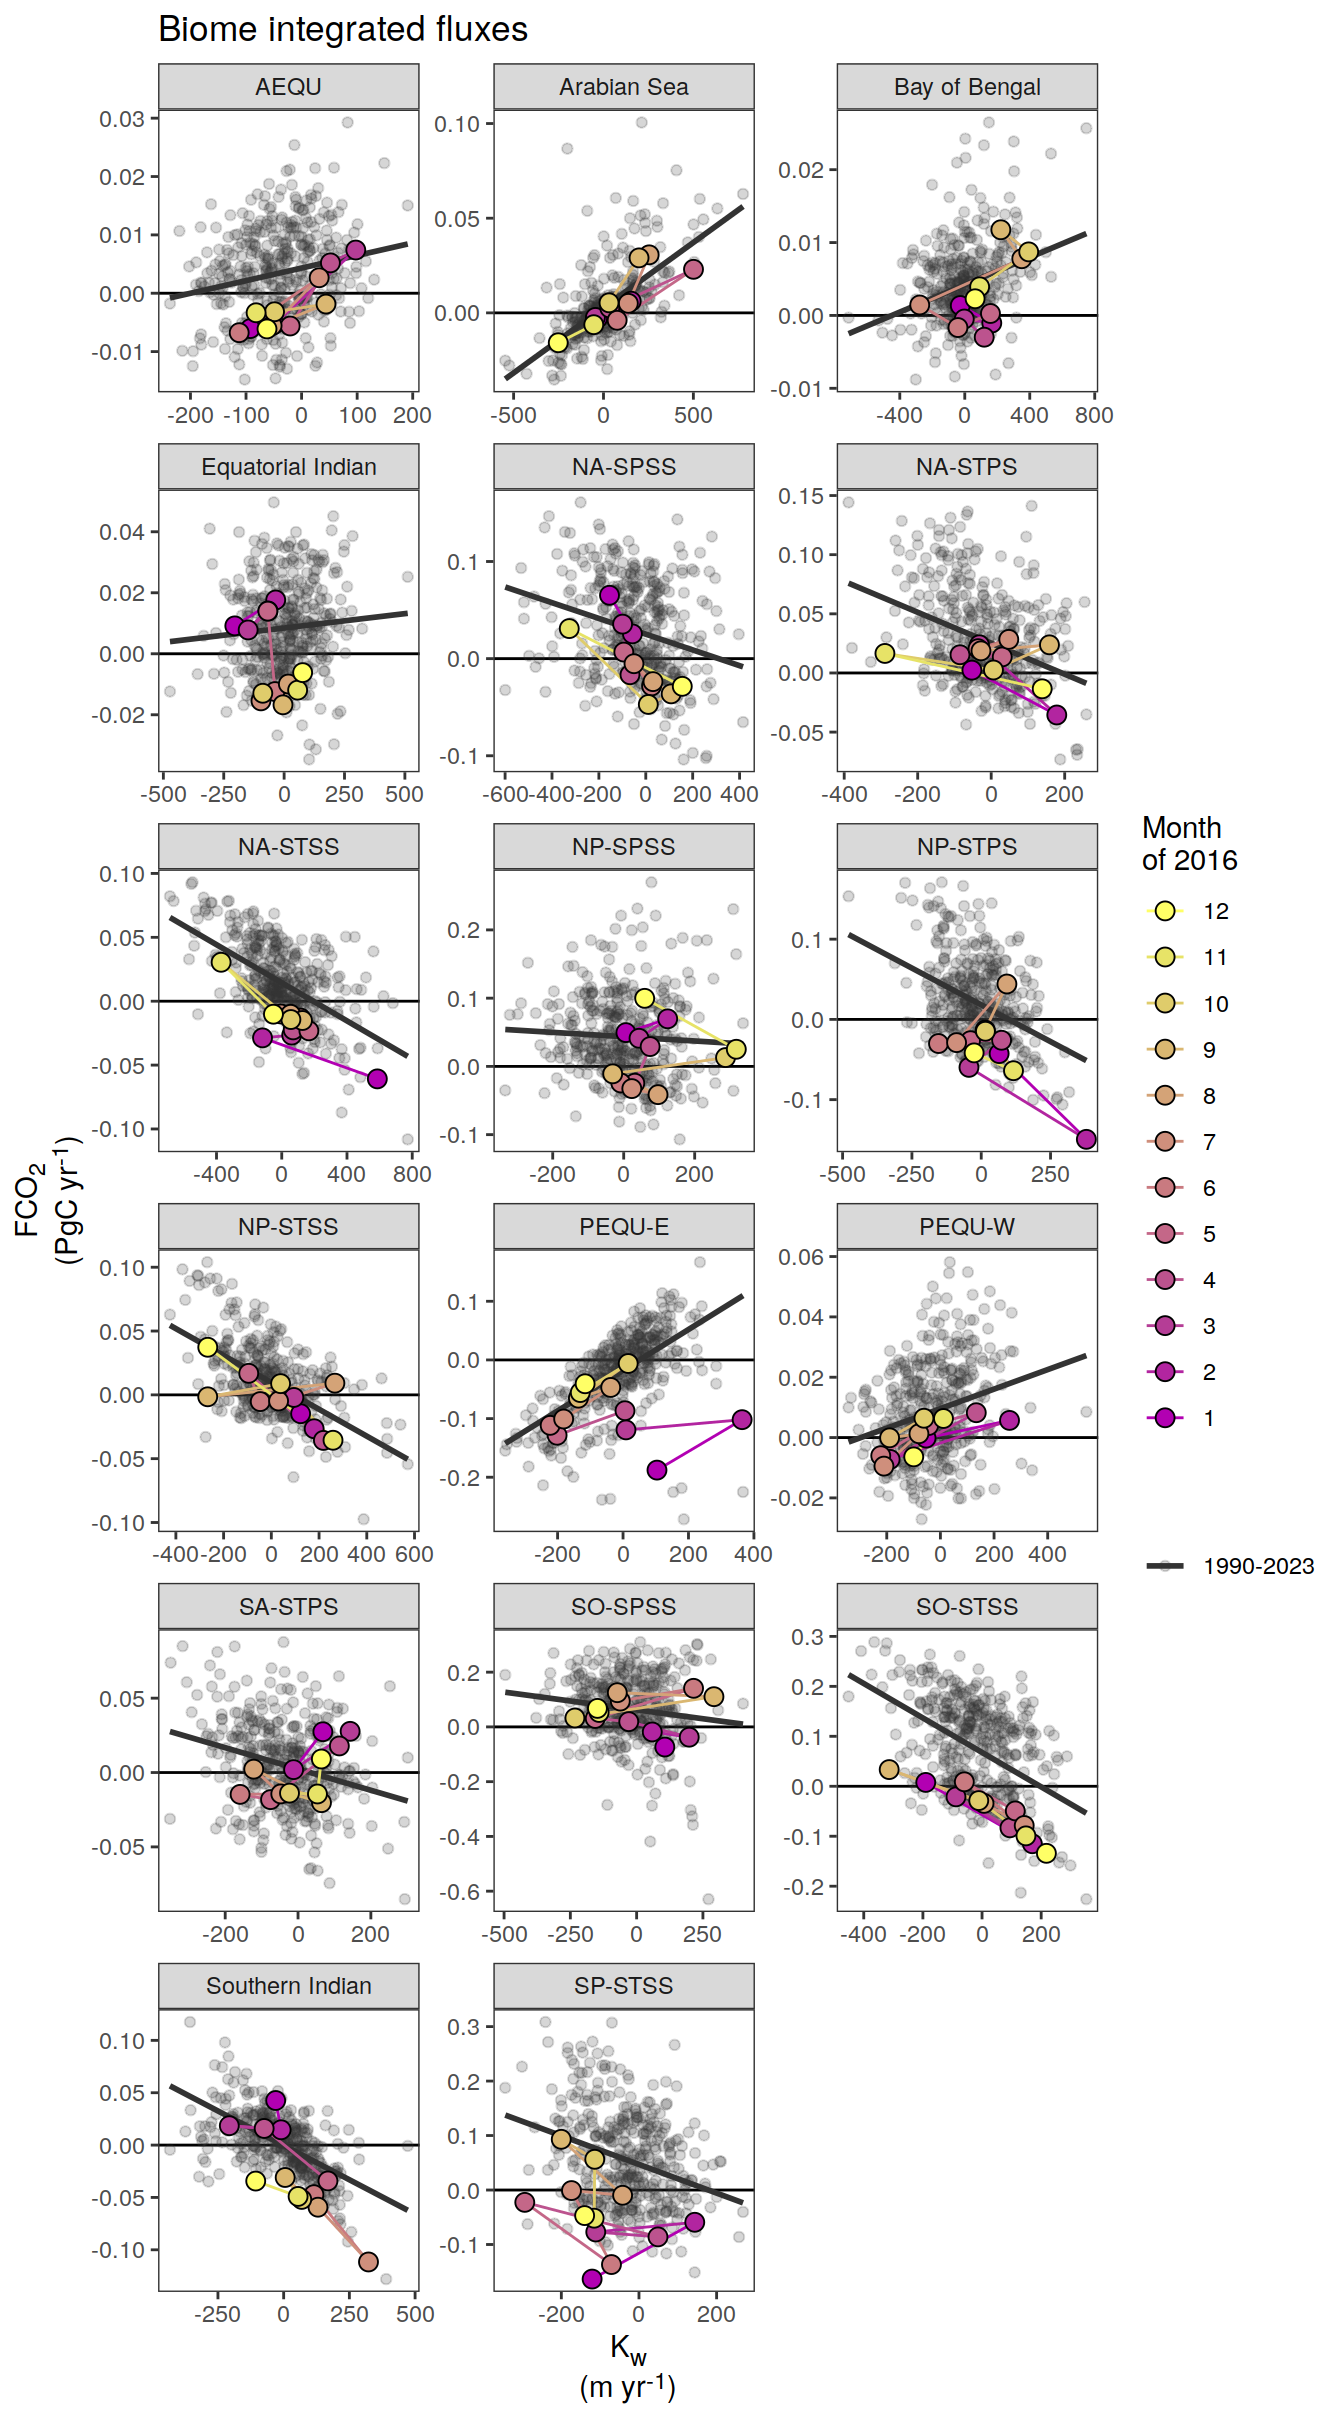 Biome integrated fluxes
AEQU
Arabian Sea
Bay of Bengal
0.03
0.02
0.01
0.00
-0.01
-200 -100 0 100 200
0.10
0.05
0.00
-500 0 500
0.02
0.01
0.00
-0.01
-400 0 400 800
Equatorial Indian
NA-SPSS
NA-STPS
0.04
0.02
0.00
-0.02
-500 -250 0 250 500
0.1
0.0
-0.1
-600 -400 -200 0 200 400
0.15
0.10
0.05
0.00
-0.05
-400 -200 0 200
NA-STSS
NP-SPSS
NP-STPS
0.10
0.05
0.00
-0.05
-0.10
-400 0 400 800
0.2
0.1
0.0
-0.1
-200 0 200
0.1
0.0
-0.1
-500 -250 0 250
NP-STSS
PEQU-E
PEQU-W
0.10
0.05
0.00
-0.05
-0.10
-400 -200 0 200 400 600
0.1
0.0
-0.1
-0.2
-200 0 200 400
0.06
0.04
0.02
0.00
-0.02
-200 0 200 400
SA-STPS
SO-SPSS
SO-STSS
0.05
0.00
-0.05
-200 0 200
0.2
0.0
-0.2
-0.4
-0.6
-500 -250 0 250
0.3
0.2
0.1
0.0
-0.1
-0.2
-400 -200 0 200
Southern Indian
SP-STSS
0.10
0.05
0.00
-0.05
-0.10
-250 0 250 500
0.3
0.2
0.1
0.0
-0.1
-200 0 200
FCO2
(PgC yr-1)
Kw
(m yr-1)
Month
of 2016
12
11
10
9
8
7
6
5
4
3
2
1
1990-2023